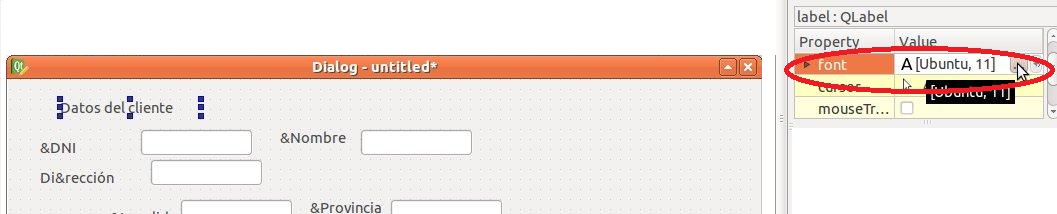 label : QLabel
Property Value
font A [Ubuntu, 11] ...
Dialog - untitled*
cursor
[Ubuntu, 11]
mouseTr...
Datos del cliente
&DNI
&Nombre
Di&rección
&Provincia